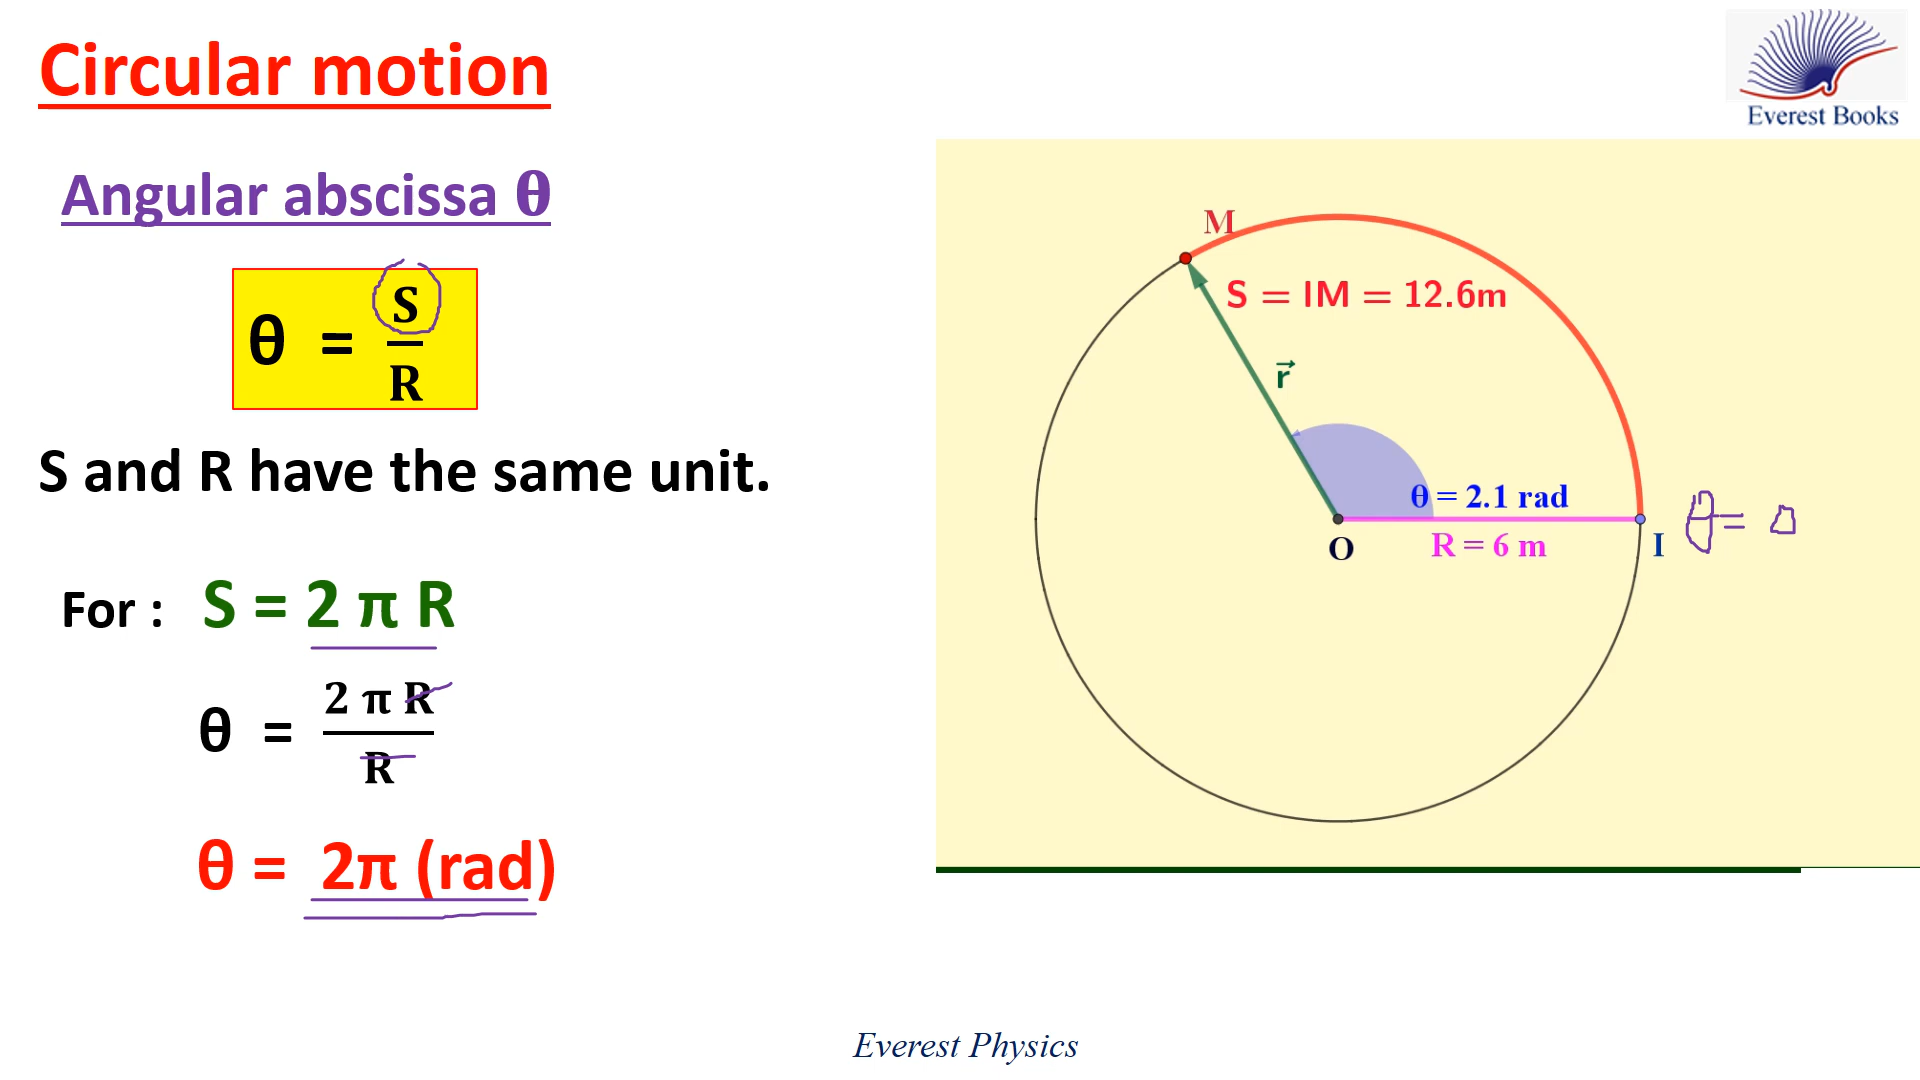 Circular motion
Everest Books
Angular abscissa θ
θ = S/R
S and R have the same unit.
For : S = 2 π R
θ = 2 π R/R
θ = 2π (rad)
M
S = IM = 12.6m
r⃗
θ = 2.1 rad
O
R = 6 m
I
θ = 0
Everest Physics